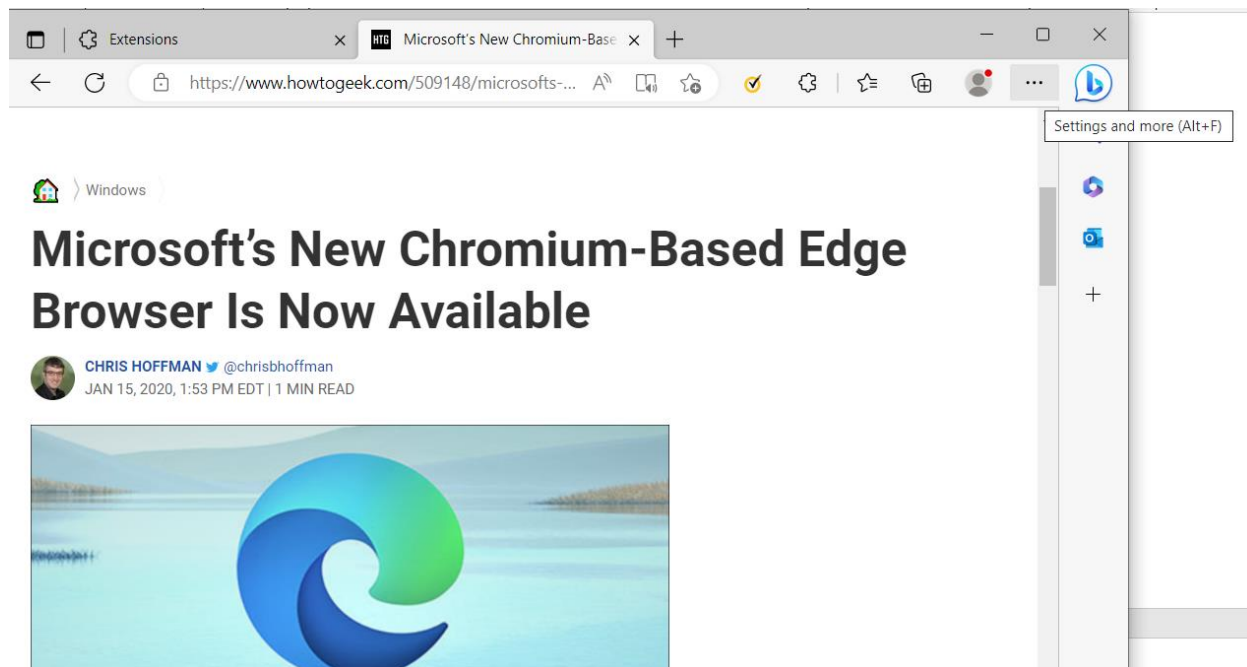 Extensions
HTG Microsoft's New Chromium-Base
https://www.howtogeek.com/509148/microsofts-...
Settings and more (Alt+F)
Windows
Microsoft's New Chromium-Based Edge
Browser Is Now Available
CHRIS HOFFMAN @chrisbhoffman
JAN 15, 2020, 1:53 PM EDT | 1 MIN READ